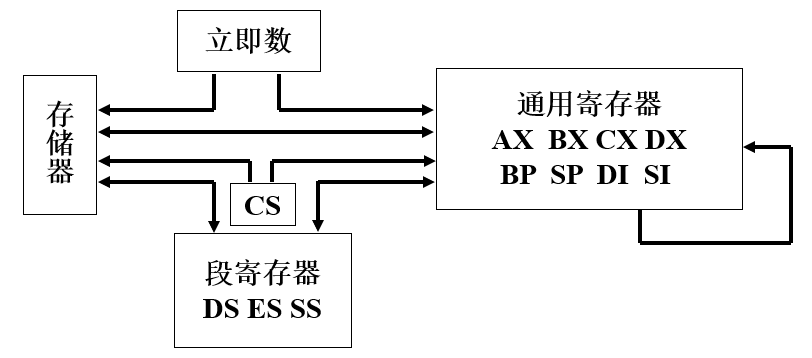 立即数
存
储
器
通用寄存器
AX BX CX DX
BP SP DI SI
CS
段寄存器
DS ES SS